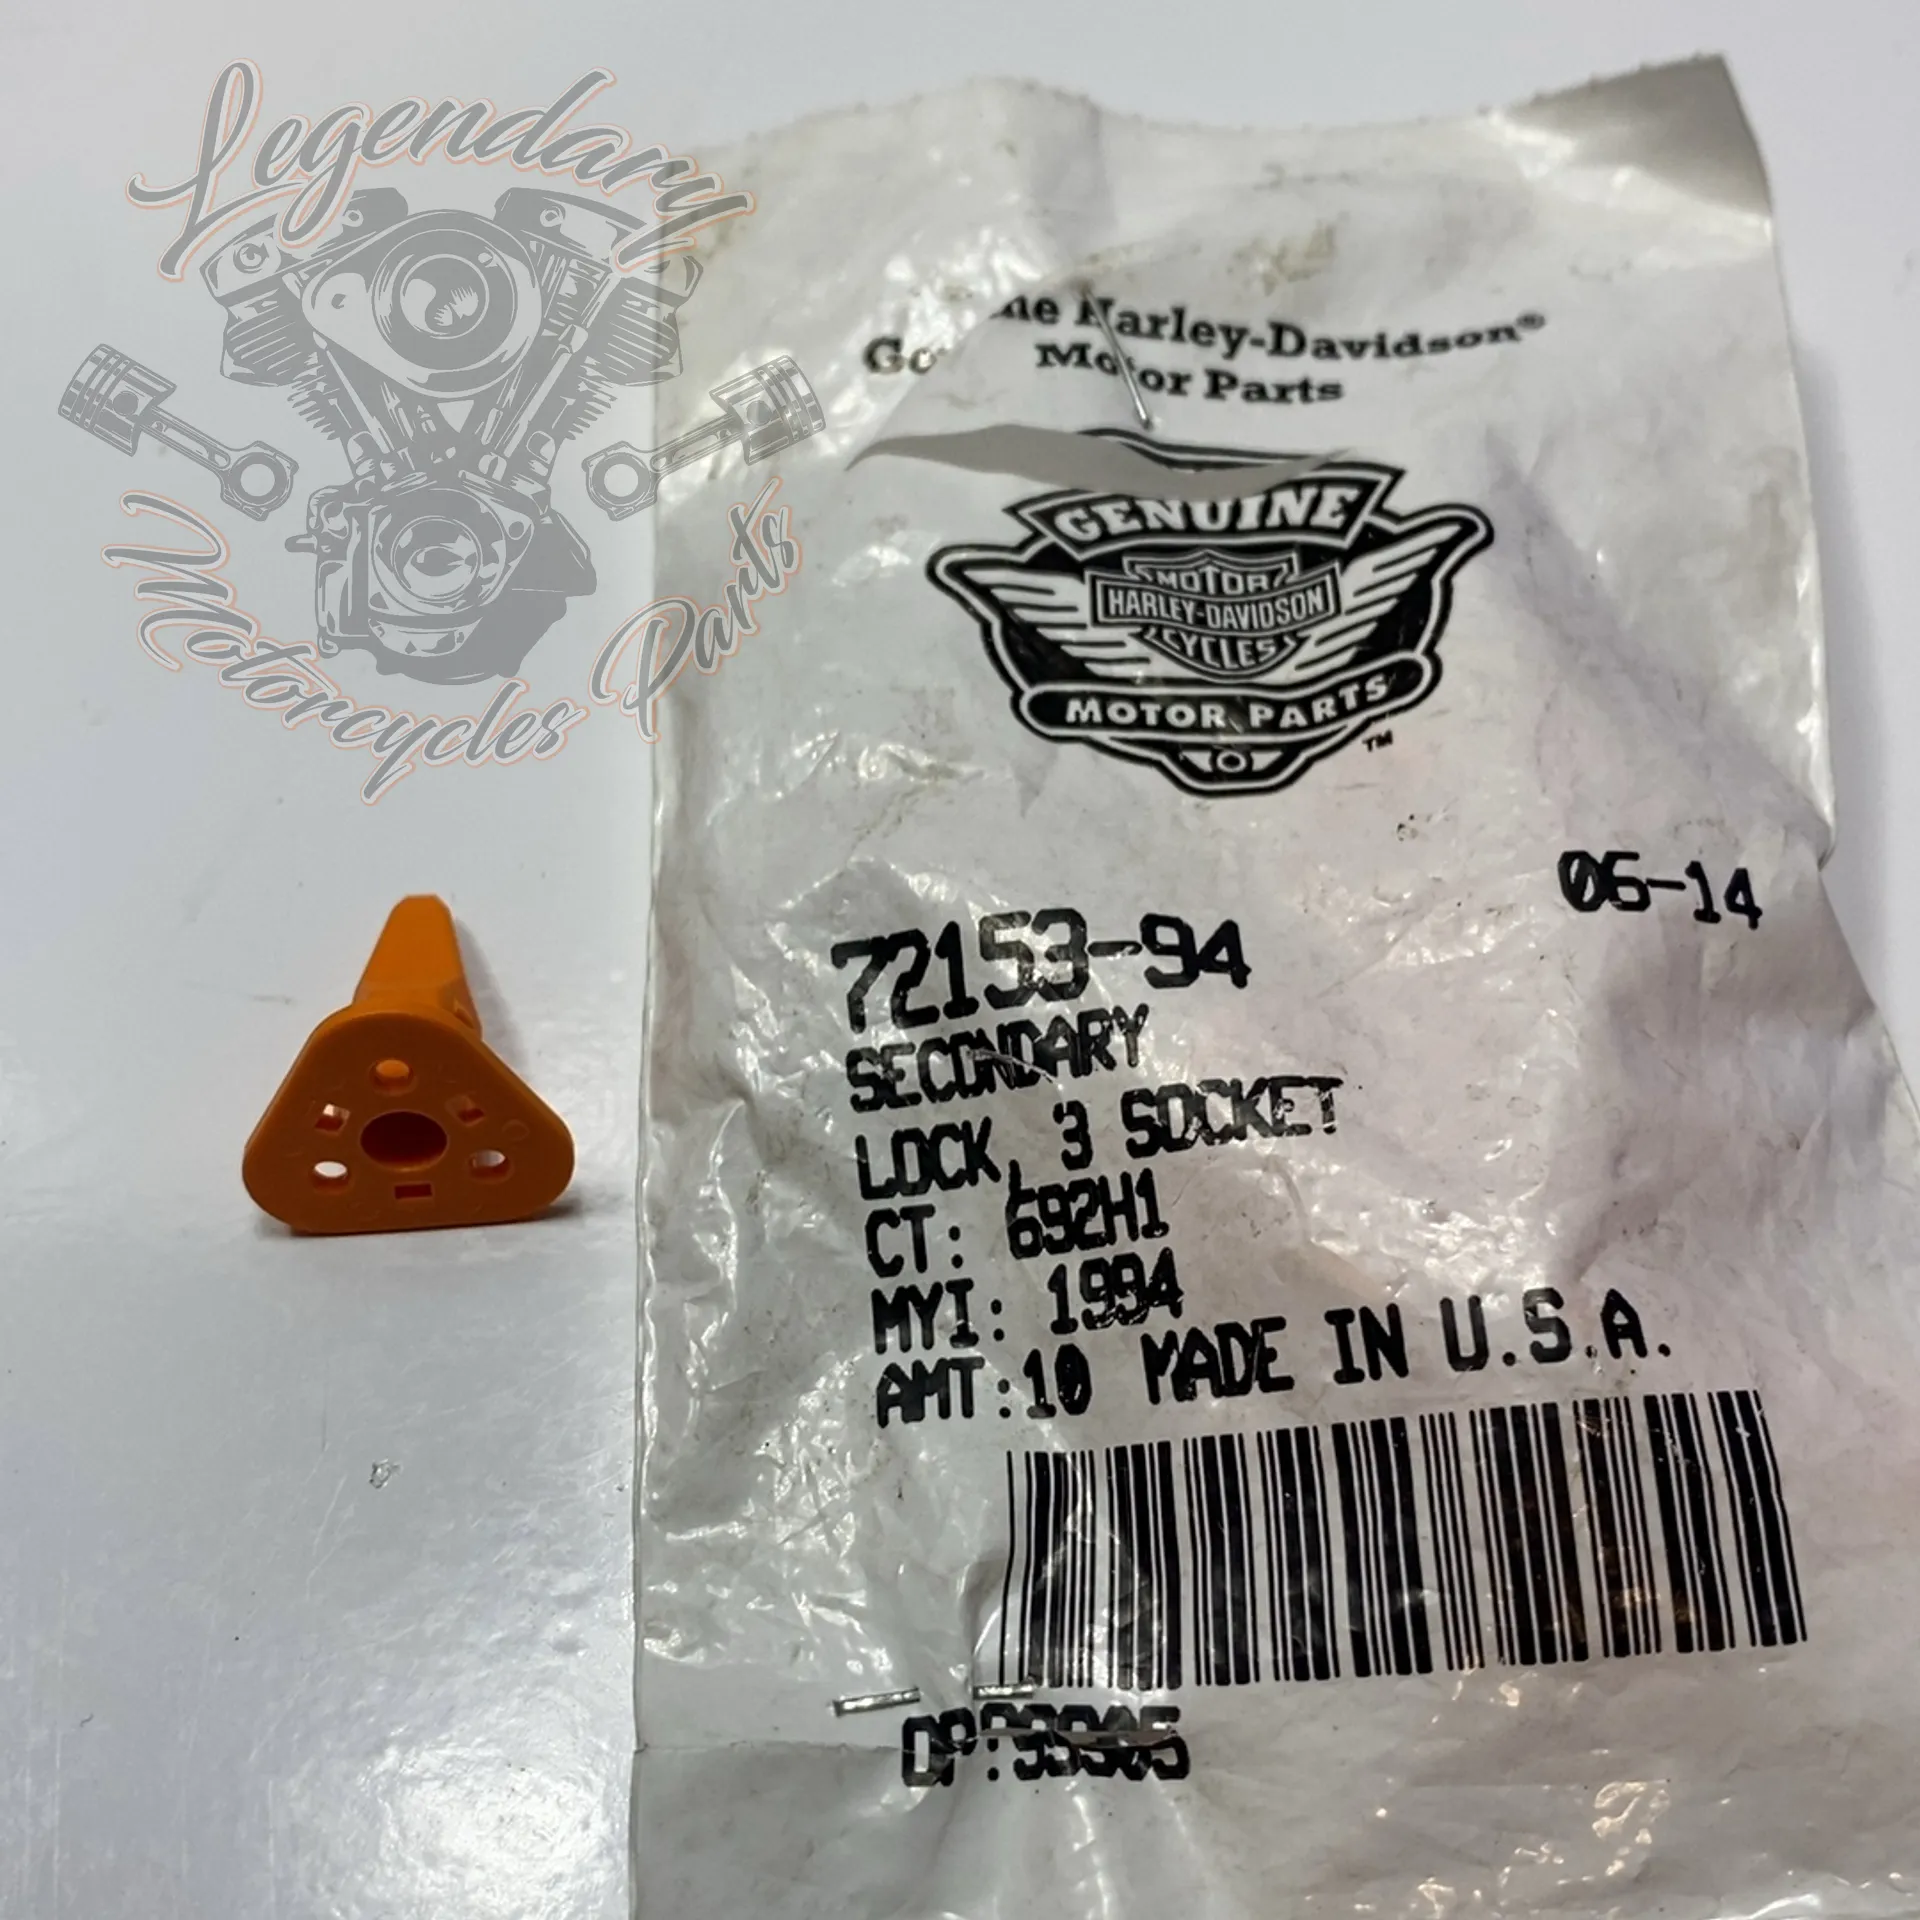 Legendary
Motorcycles Parts
Harley-Davidson®
Motor Parts
GENUINE
MOTOR
HARLEY-DAVIDSON
CYCLES
MOTOR PARTS
TM
06-14
72153-94
SECONDARY
LOCK, 3 SOCKET
CT: 692H1
MYI: 1994
AMT:10 MADE IN U.S.A.